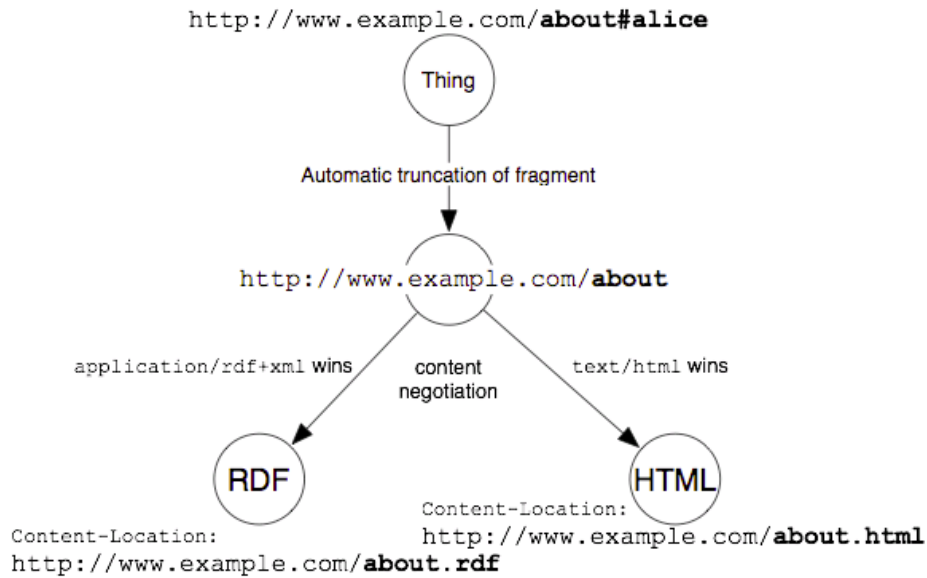 http://www.example.com/about#alice
Thing
Automatic truncation of fragment
http://www.example.com/about
application/rdf+xml wins
content
negotiation
text/html wins
RDF
HTML
Content-Location:
http://www.example.com/about.rdf
Content-Location:
http://www.example.com/about.html